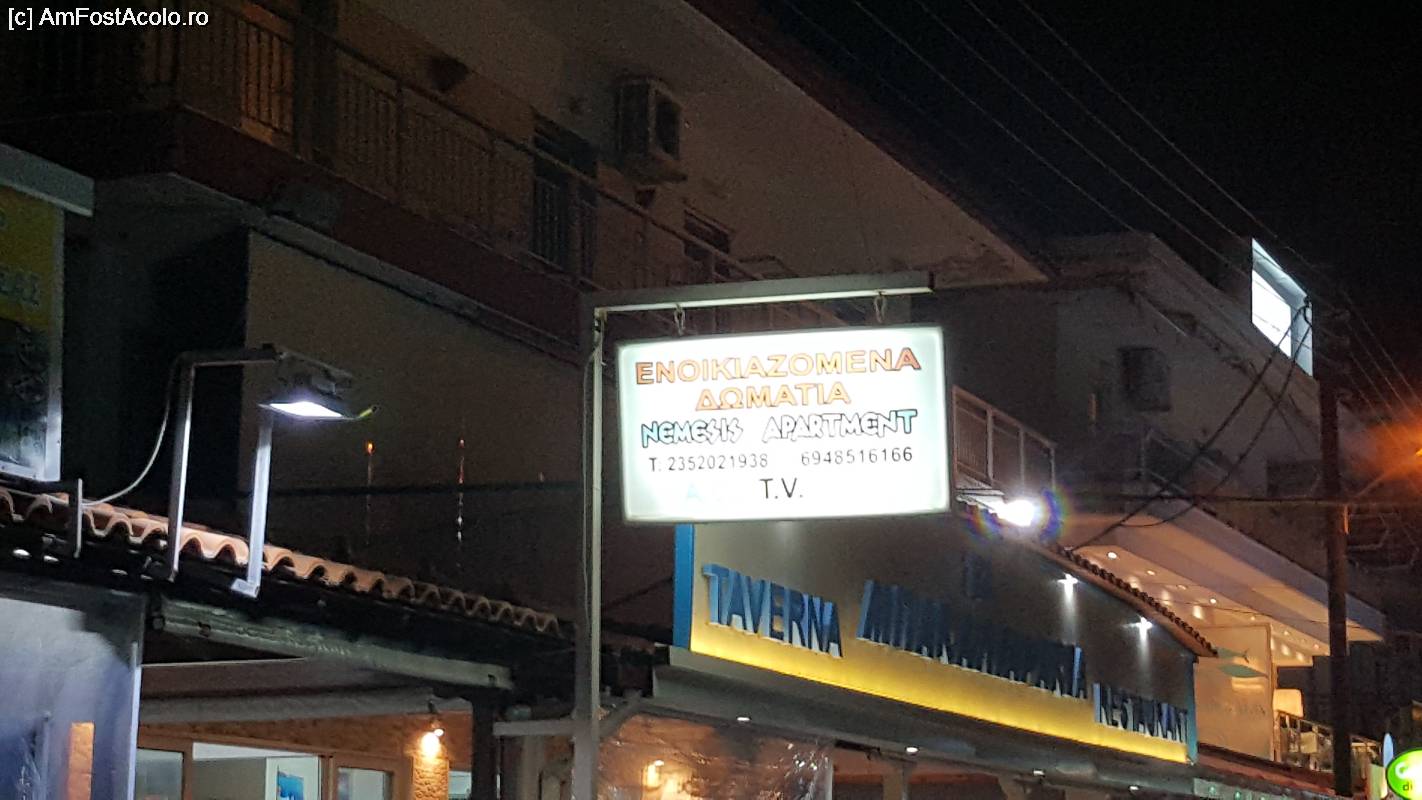 [c] AmFostAcolo.ro
ΕΝΟΙΚΙΑΖΟΜΕΝΑ
ΔΩΜΑΤΙΑ
NEMESIS APARTMENT
T: 2352021938 6948516166
A.C. T.V.
TAVERNA
RESTAURANT